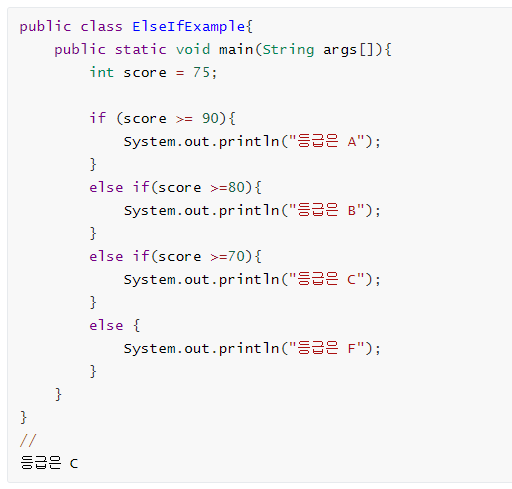 public class ElseIfExample{
    public static void main(String args[]){
        int score = 75;

        if (score >= 90){
            System.out.println("등급은 A");
        }
        else if(score >=80){
            System.out.println("등급은 B");
        }
        else if(score >=70){
            System.out.println("등급은 C");
        }
        else {
            System.out.println("등급은 F");
        }
    }
}
//
등급은 C